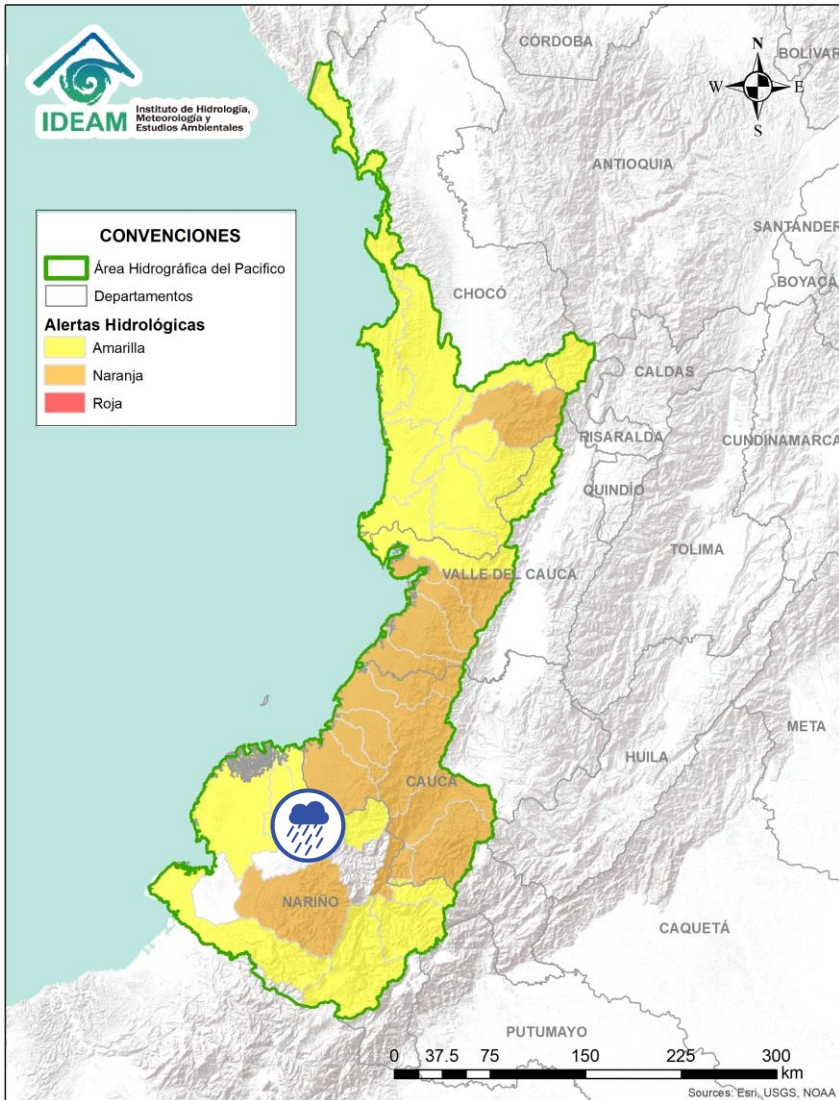 IDEAM
Instituto de Hidrología,
Meteorología y
Estudios Ambientales
CÓRDOBA
BOLÍVAR
N
W
E
S
ANTIOQUIA
SANTANDER
BOYACÁ
CONVENCIONES
Área Hidrográfica del Pacifico
Departamentos
Alertas Hidrológicas
Amarilla
Naranja
Roja
CHOCÓ
CALDAS
RISARALDA
CUNDINAMARCA
QUINDÍO
TOLIMA
VALLE DEL CAUCA
META
HUILA
CAUCA
NARIÑO
CAQUETÁ
PUTUMAYO
0 37.5 75 150 225 300
km
Sources: Esri, USGS, NOAA